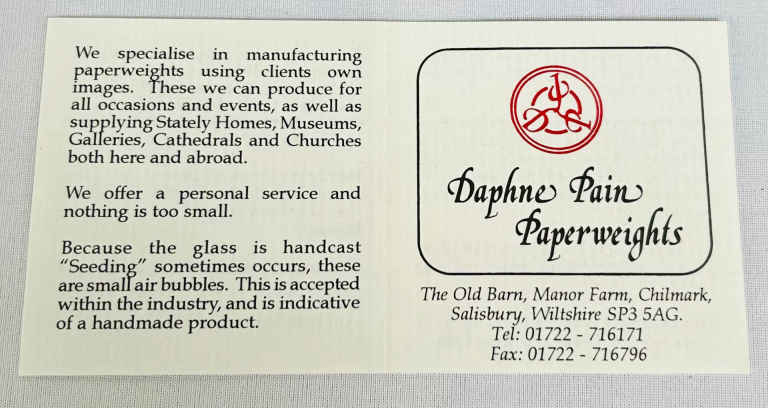 We specialise in manufacturing
paperweights using clients own
images. These we can produce for
all occasions and events, as well as
supplying Stately Homes, Museums,
Galleries, Cathedrals and Churches
both here and abroad.
We offer a personal service and
nothing is too small.
Because the glass is handcast
"Seeding" sometimes occurs, these
are small air bubbles. This is accepted
within the industry, and is indicative
of a handmade product.
Daphne Pain
Paperweights
The Old Barn, Manor Farm, Chilmark,
Salisbury, Wiltshire SP3 5AG.
Tel: 01722 - 716171
Fax: 01722 - 716796